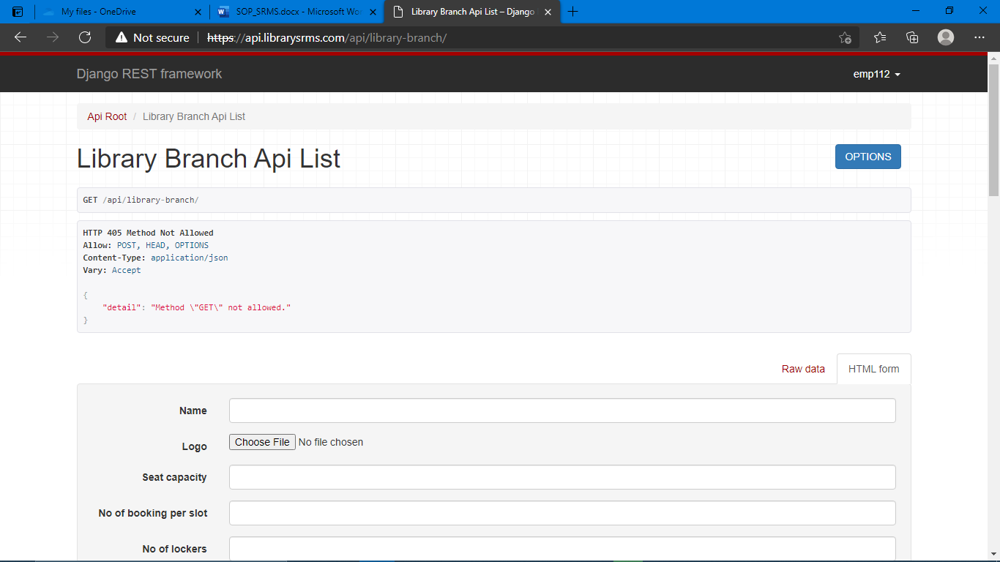 My files - OneDrive
SOP_SRMS.docx - Microsoft Wor
Library Branch Api List – Django
Not secure
https://api.librarysrms.com/api/library-branch/
Django REST framework
emp112
Api Root / Library Branch Api List
Library Branch Api List
OPTIONS
GET /api/library-branch/
HTTP 405 Method Not Allowed
Allow: POST, HEAD, OPTIONS
Content-Type: application/json
Vary: Accept
{
"detail": "Method \"GET\" not allowed."
}
Raw data
HTML form
Name
Logo
Choose File No file chosen
Seat capacity
No of booking per slot
No of lockers